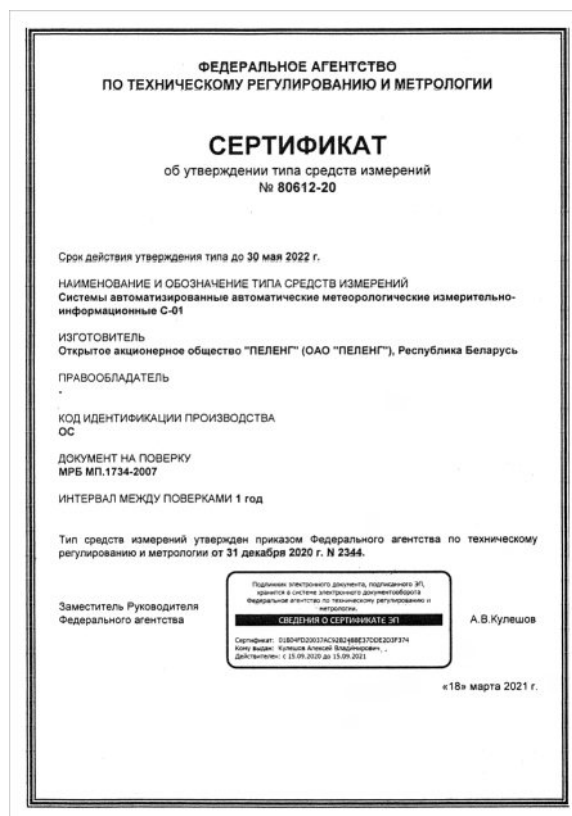 ФЕДЕРАЛЬНОЕ АГЕНТСТВО
ПО ТЕХНИЧЕСКОМУ РЕГУЛИРОВАНИЮ И МЕТРОЛОГИИ
СЕРТИФИКАТ
об утверждении типа средств измерений
№ 80612-20
Срок действия утверждения типа до 30 мая 2022 г.
НАИМЕНОВАНИЕ И ОБОЗНАЧЕНИЕ ТИПА СРЕДСТВ ИЗМЕРЕНИЙ
Системы автоматизированные автоматические метеорологические измерительно-
информационные С-01
ИЗГОТОВИТЕЛЬ
Открытое акционерное общество "ПЕЛЕНГ" (ОАО "ПЕЛЕНГ"), Республика Беларусь
ПРАВООБЛАДАТЕЛЬ
-
КОД ИДЕНТИФИКАЦИИ ПРОИЗВОДСТВА
ОС
ДОКУМЕНТ НА ПОВЕРКУ
МРБ МП.1734-2007
ИНТЕРВАЛ МЕЖДУ ПОВЕРКАМИ 1 год
Тип средств измерений утвержден приказом Федерального агентства по техническому
регулированию и метрологии от 31 декабря 2020 г. N 2344.
Заместитель Руководителя
Федерального агентства
Подлинник электронного документа, подписанного ЭП,
хранится в системе электронного документооборота
Федеральное агентство по техническому регулированию и
метрологии.
СВЕДЕНИЯ О СЕРТИФИКАТЕ ЭП
Сертификат:
Кому выдан: Кулешов Алексей Владимирович
Действителен: с 15.09.2020 до 15.09.2021
А.В.Кулешов
«18» марта 2021 г.